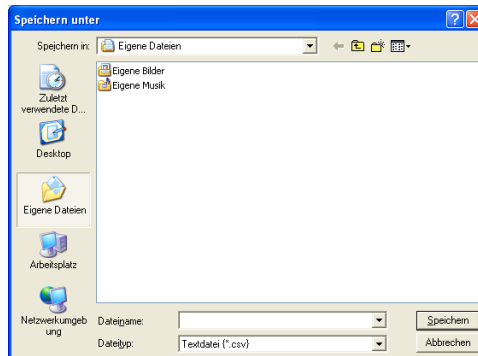 Speichern unter
Speichern in:
Eigene Dateien
Eigene Bilder
Eigene Musik
Zuletzt
verwendete D...
Desktop
Eigene Dateien
Arbeitsplatz
Netzwerkumgeb
ung
Dateiname:
Speichern
Dateityp:
Textdatei (*.csv)
Abbrechen